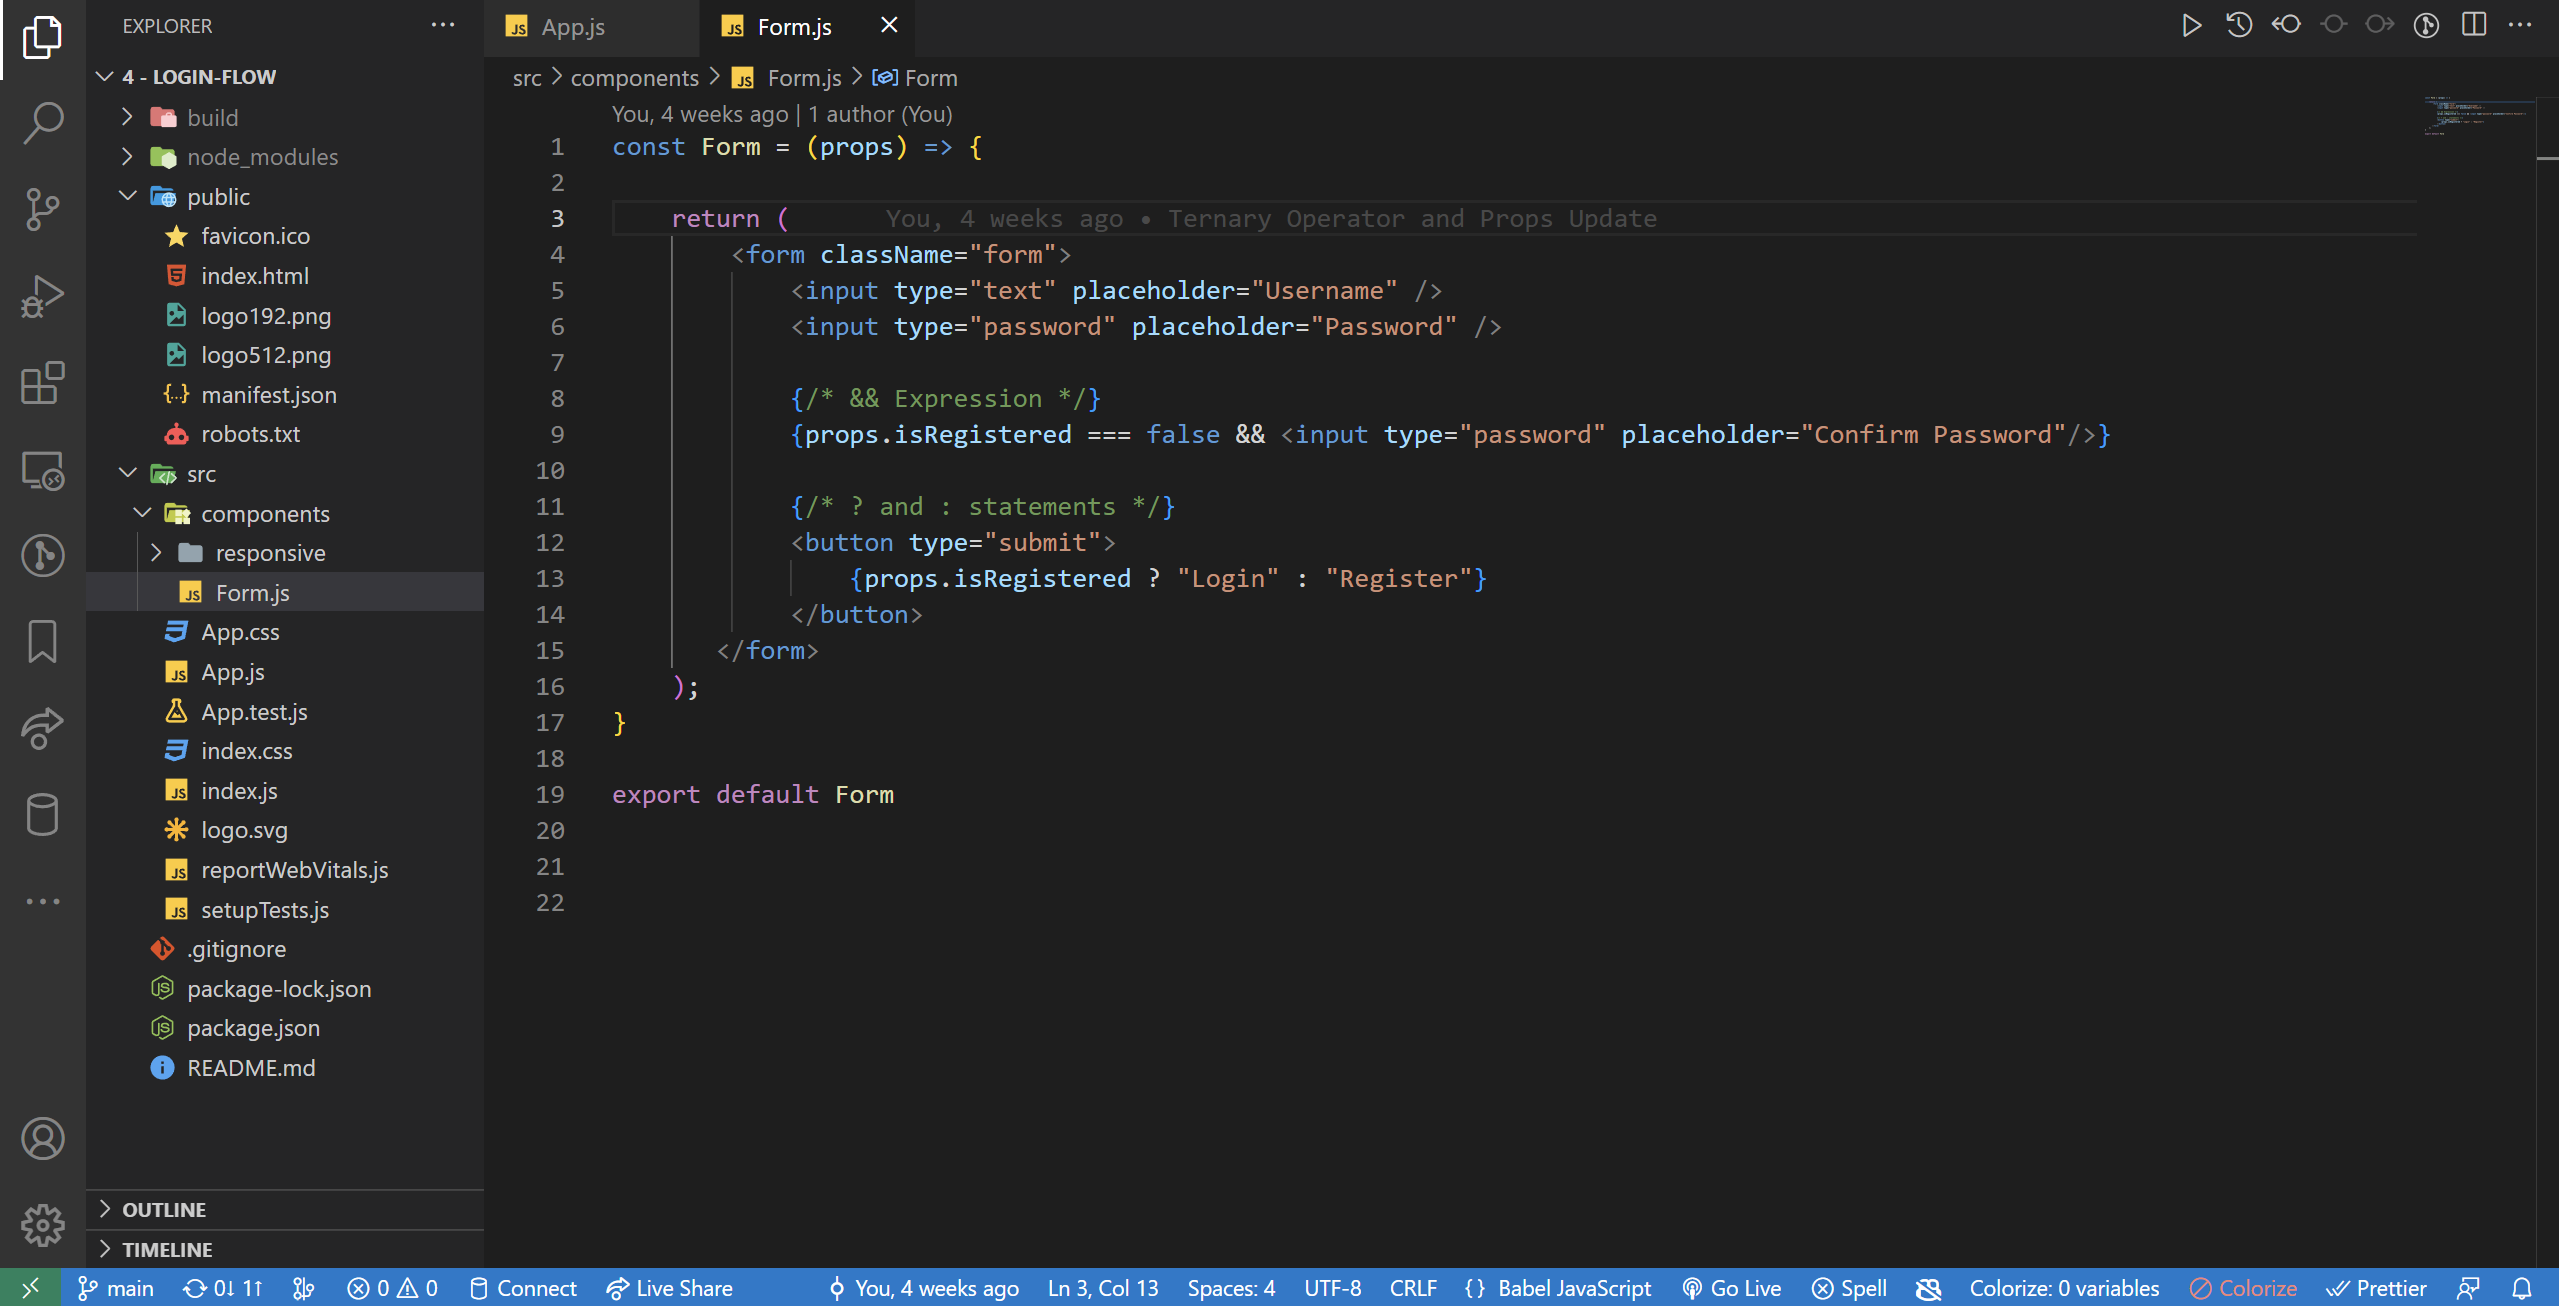 EXPLORER
4 - LOGIN-FLOW
build
node_modules
public
favicon.ico
index.html
logo192.png
logo512.png
manifest.json
robots.txt
src
components
responsive
Form.js
App.css
App.js
App.test.js
index.css
index.js
logo.svg
reportWebVitals.js
setupTests.js
.gitignore
package-lock.json
package.json
README.md
OUTLINE
TIMELINE
App.js
Form.js
src > components > Form.js > Form
You, 4 weeks ago | 1 author (You)
1 const Form = (props) => {
2
3     return (      You, 4 weeks ago • Ternary Operator and Props Update
4         <form className="form">
5             <input type="text" placeholder="Username" />
6             <input type="password" placeholder="Password" />
7
8             {/* && Expression */}
9             {props.isRegistered === false && <input type="password" placeholder="Confirm Password"/>}
10
11             {/* ? and : statements */}
12             <button type="submit">
13                 {props.isRegistered ? "Login" : "Register"}
14             </button>
15        </form>
16     );
17 }
18
19 export default Form
20
21
22
main 0↓ 1↑ 0 0 Connect Live Share You, 4 weeks ago Ln 3, Col 13 Spaces: 4 UTF-8 CRLF {} Babel JavaScript Go Live Spell Colorize: 0 variables Colorize Prettier